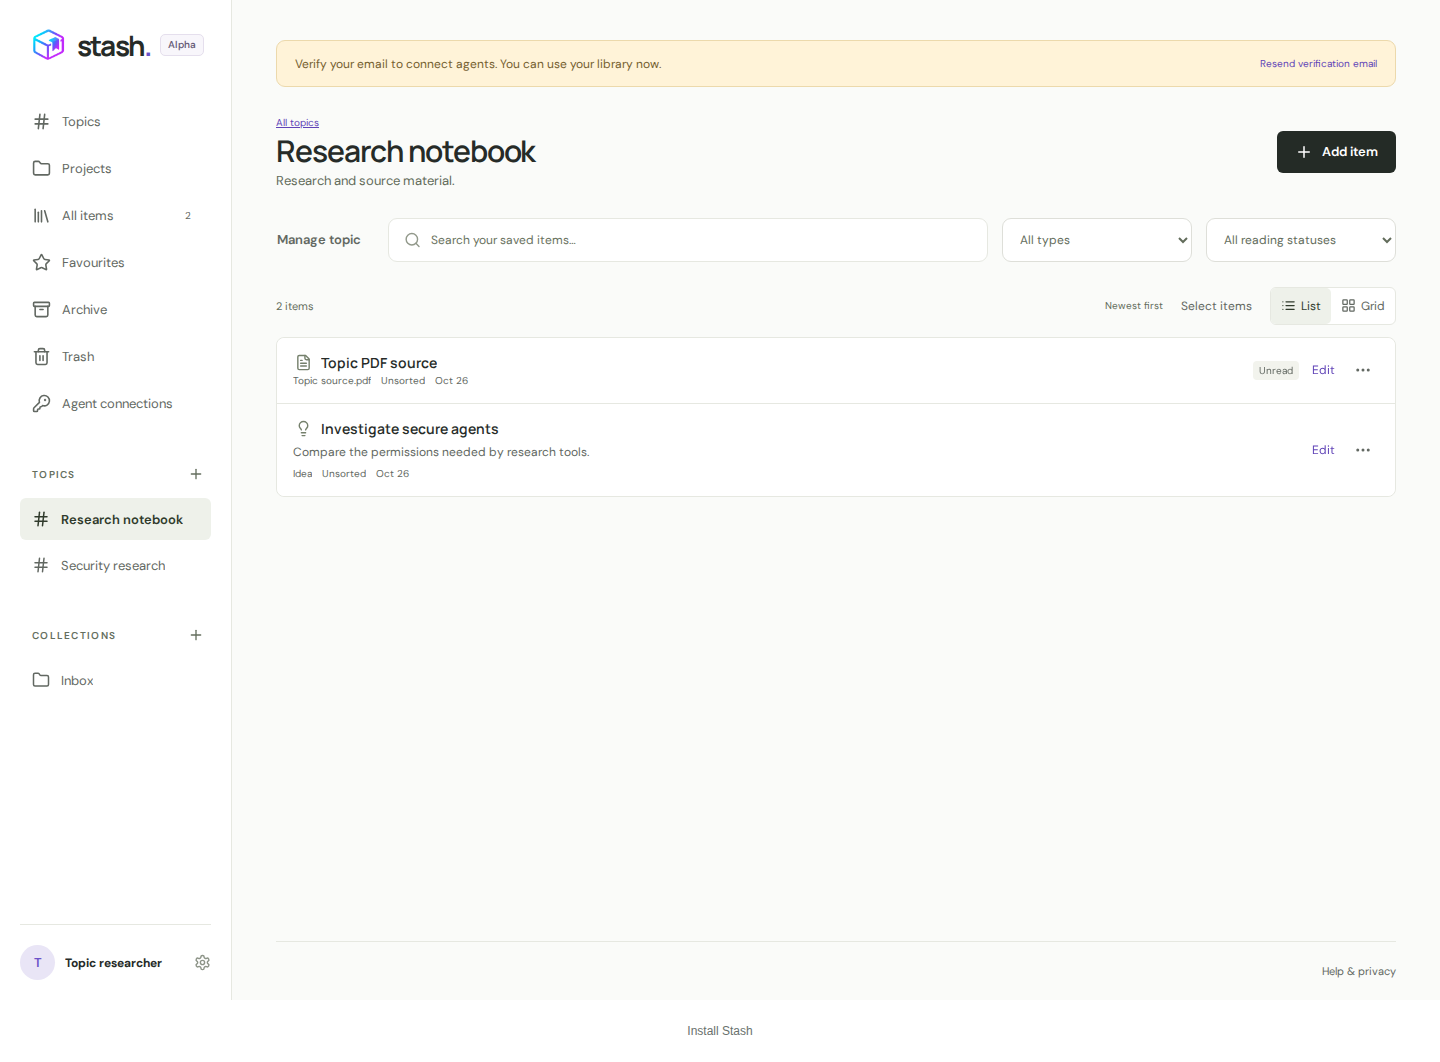 stash.
Alpha
Topics
Projects
All items 2
Favourites
Archive
Trash
Agent connections
TOPICS
Research notebook
Security research
COLLECTIONS
Inbox
T Topic researcher
Verify your email to connect agents. You can use your library now. Resend verification email
All topics
Research notebook
Research and source material.
Add item
Manage topic
Search your saved items…
All types
All reading statuses
2 items
Newest first
Select items
List
Grid
Topic PDF source
Topic source.pdf Unsorted Oct 26
Unread Edit
Investigate secure agents
Compare the permissions needed by research tools.
Idea Unsorted Oct 26
Edit
Help & privacy
Install Stash